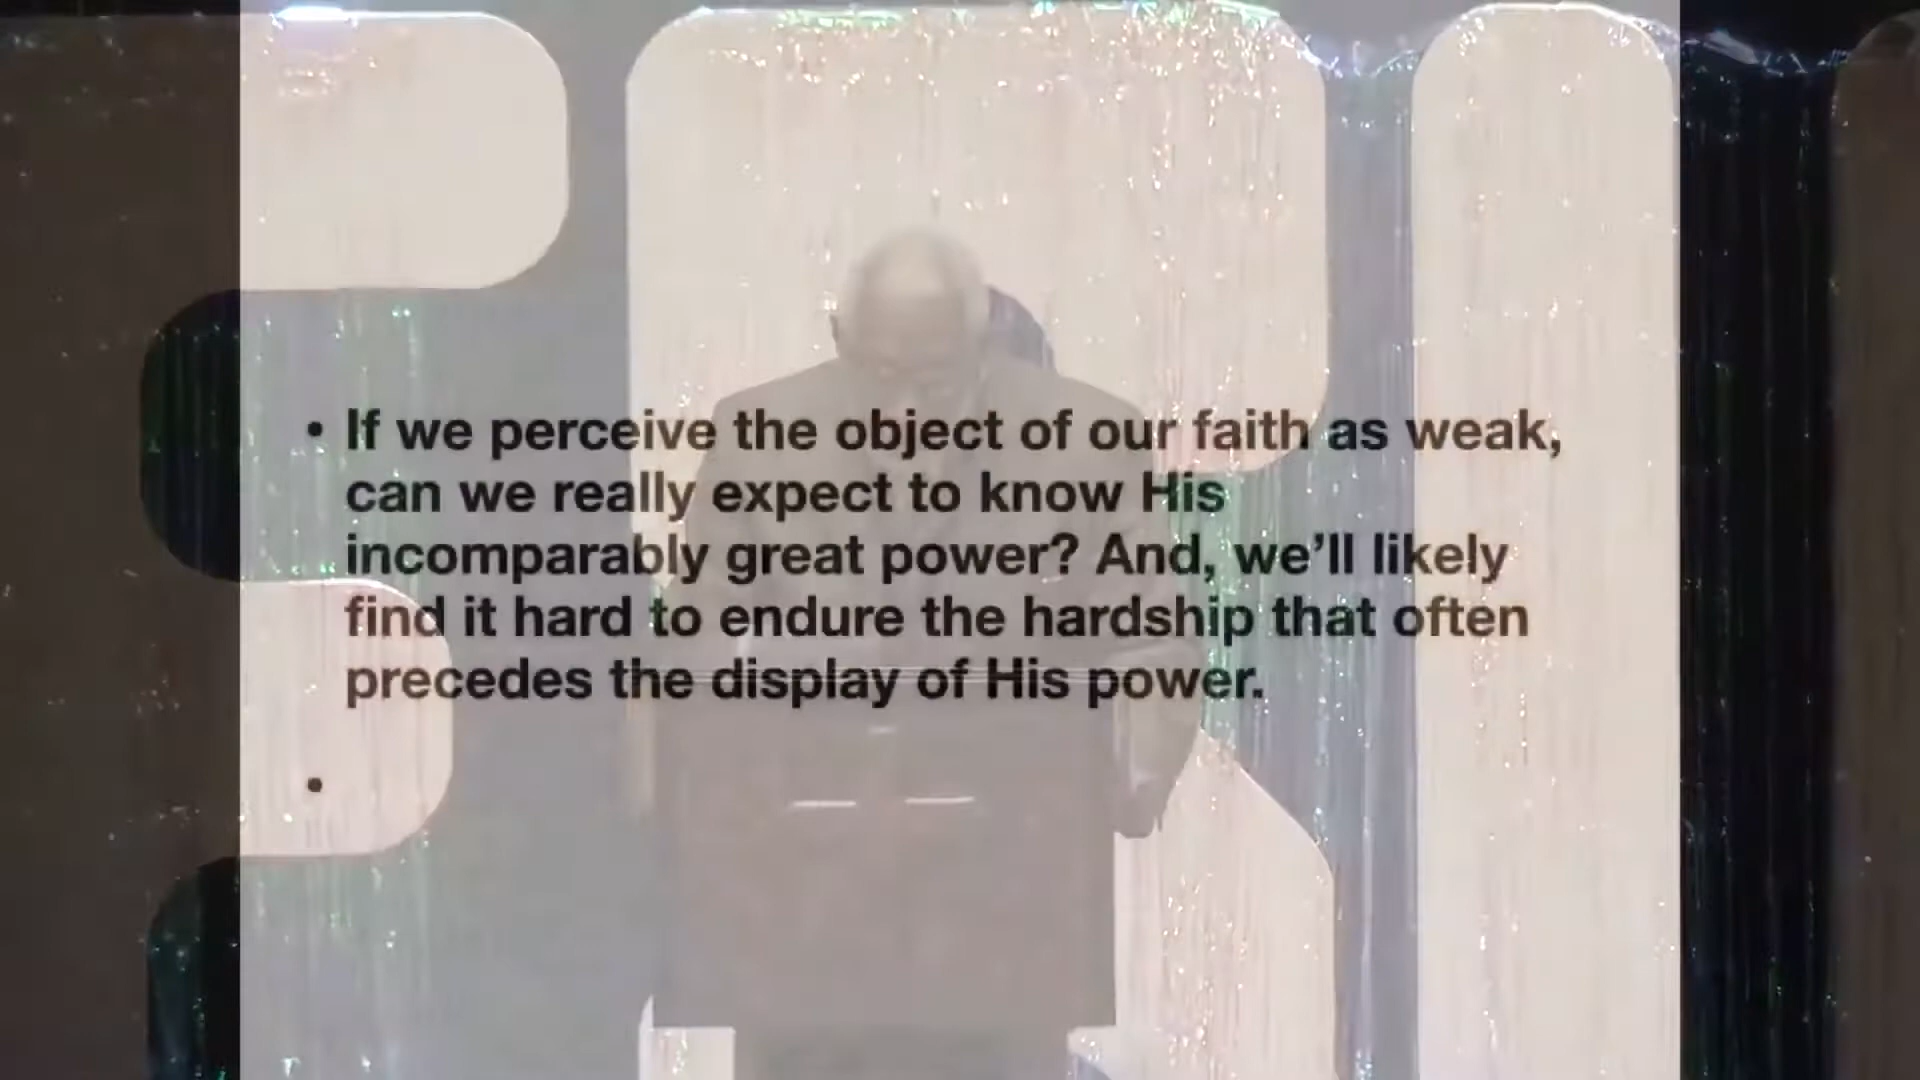 • If we perceive the object of our faith as weak,
can we really expect to know His
incomparably great power? And, we’ll likely
find it hard to endure the hardship that often
precedes the display of His power.
•